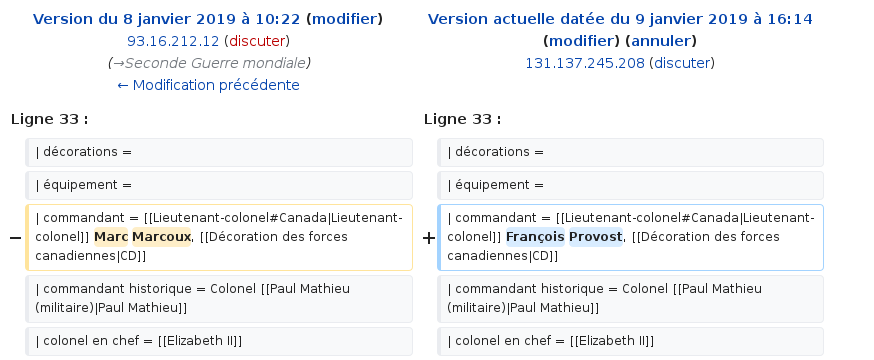 Version du 8 janvier 2019 à 10:22 (modifier)
93.16.212.12 (discuter)
(→Seconde Guerre mondiale)
← Modification précédente
Version actuelle datée du 9 janvier 2019 à 16:14
(modifier) (annuler)
131.137.245.208 (discuter)
Ligne 33 :
Ligne 33 :
| décorations =
| décorations =
| équipement =
| équipement =
− | commandant = [[Lieutenant-colonel#Canada|Lieutenant-
colonel]] Marc Marcoux, [[Décoration des forces
canadiennes|CD]]
+ | commandant = [[Lieutenant-colonel#Canada|Lieutenant-
colonel]] François Provost, [[Décoration des forces
canadiennes|CD]]
| commandant historique = Colonel [[Paul Mathieu
(militaire)|Paul Mathieu]]
| commandant historique = Colonel [[Paul Mathieu
(militaire)|Paul Mathieu]]
| colonel en chef = [[Elizabeth II]]
| colonel en chef = [[Elizabeth II]]